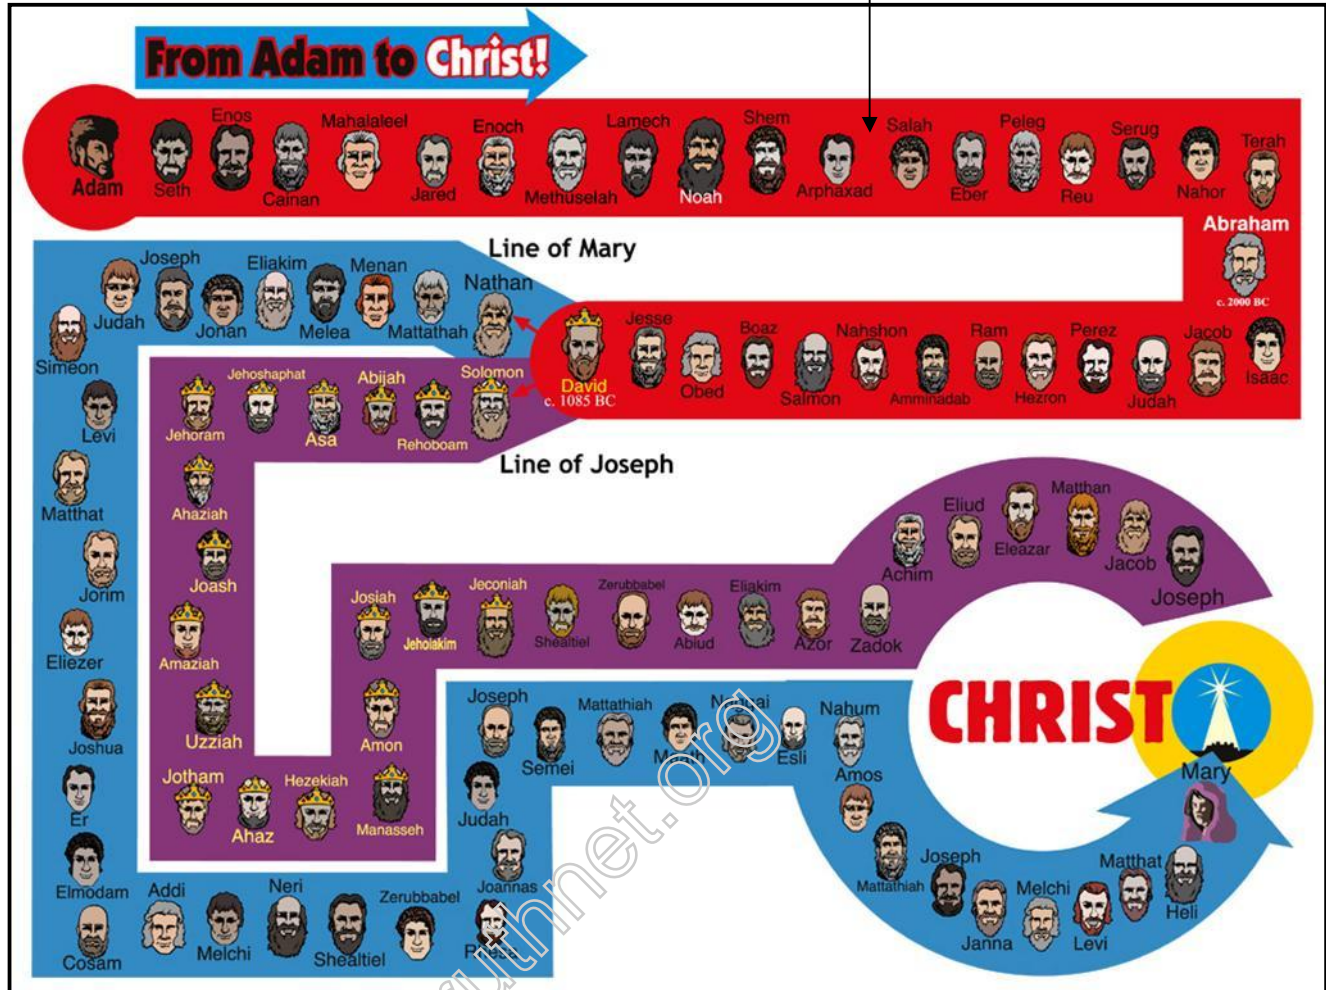 From Adam to Christ!
Adam
Seth
Enos
Cainan
Mahalaleel
Jared
Enoch
Methuselah
Lamech
Noah
Shem
Arphaxad
Salah
Eber
Peleg
Reu
Serug
Nahor
Terah
Abraham
c. 2000 BC
Isaac
Jacob
Judah
Perez
Hezron
Ram
Amminadab
Nahshon
Salmon
Boaz
Obed
Jesse
David
c. 1085 BC
Line of Mary
Nathan
Mattathah
Menan
Melea
Eliakim
Jonan
Joseph
Judah
Simeon
Levi
Matthat
Jorim
Eliezer
Joshua
Er
Elmodam
Cosam
Addi
Melchi
Neri
Shealtiel
Zerubbabel
Rhesa
Joannas
Judah
Joseph
Semei
Mattathiah
Maath
Naggai
Esli
Nahum
Amos
Mattathiah
Joseph
Janna
Melchi
Levi
Matthat
Heli
Mary
Line of Joseph
Solomon
Rehoboam
Abijah
Asa
Jehoshaphat
Jehoram
Ahaziah
Joash
Amaziah
Uzziah
Jotham
Ahaz
Hezekiah
Manasseh
Amon
Josiah
Jehoiakim
Jeconiah
Shealtiel
Zerubbabel
Abiud
Eliakim
Azor
Zadok
Achim
Eliud
Eleazar
Matthan
Jacob
Joseph
CHRIST
uthnet.org